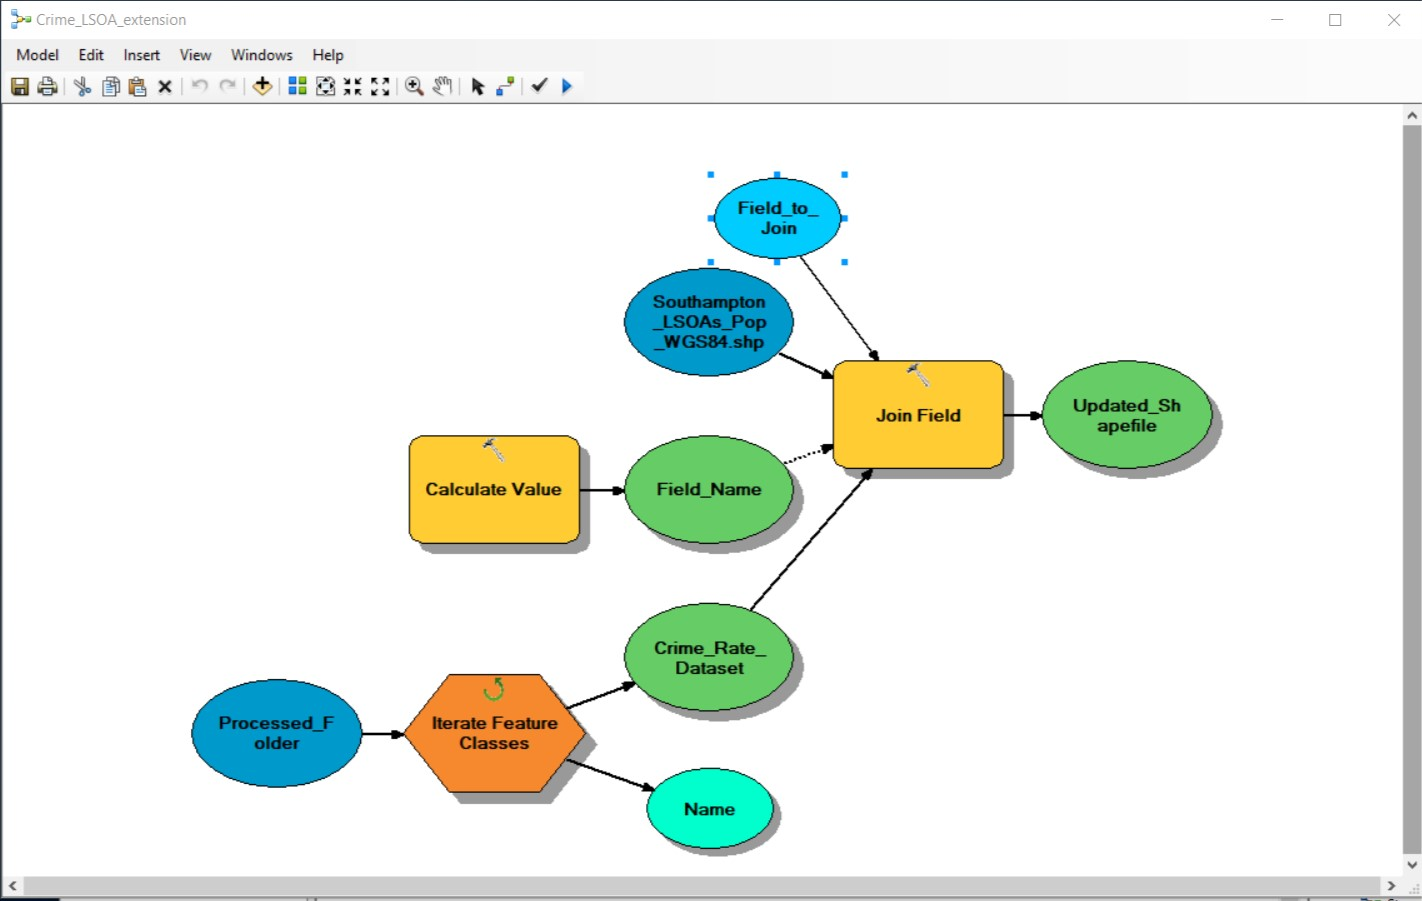 Crime_LSOA_extension
Model Edit Insert View Windows Help
Field_to_
Join
Southampton
_LSOAs_Pop
_WGS84.shp
Join Field
Updated_Sh
apefile
Calculate Value
Field_Name
Crime_Rate_
Dataset
Processed_F
older
Iterate Feature
Classes
Name